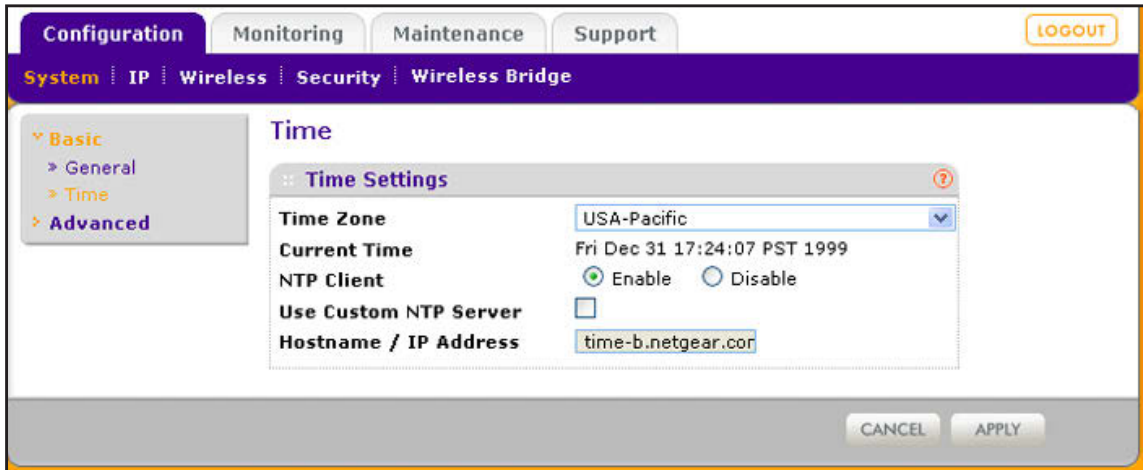 Configuration Monitoring Maintenance Support LOGOUT
System IP Wireless Security Wireless Bridge
Basic
General
Time
Advanced
Time
Time Settings ?
Time Zone USA-Pacific
Current Time Fri Dec 31 17:24:07 PST 1999
NTP Client Enable Disable
Use Custom NTP Server
Hostname / IP Address time-b.netgear.cor
CANCEL APPLY